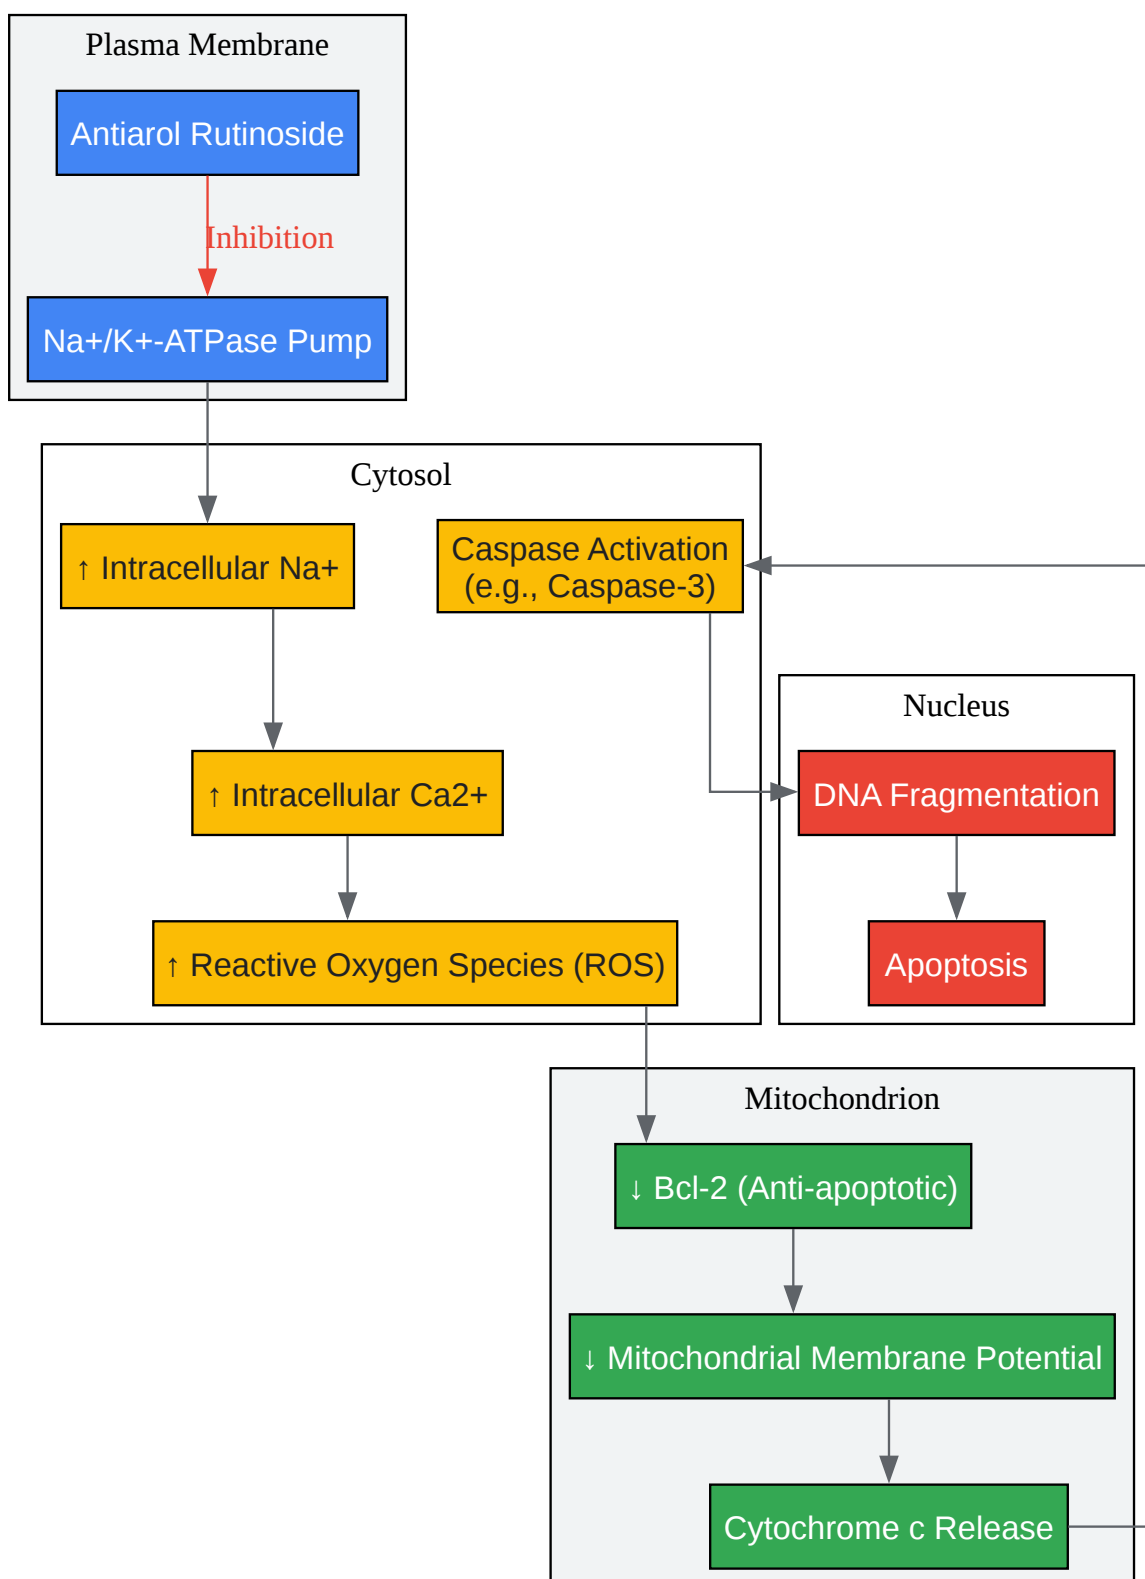 Plasma Membrane
Antiarol Rutinoside
Inhibition
Na+/K+-ATPase Pump
Cytosol
↑ Intracellular Na+
Caspase Activation
(e.g., Caspase-3)
↑ Intracellular Ca2+
↑ Reactive Oxygen Species (ROS)
Nucleus
DNA Fragmentation
Apoptosis
Mitochondrion
↓ Bcl-2 (Anti-apoptotic)
↓ Mitochondrial Membrane Potential
Cytochrome c Release